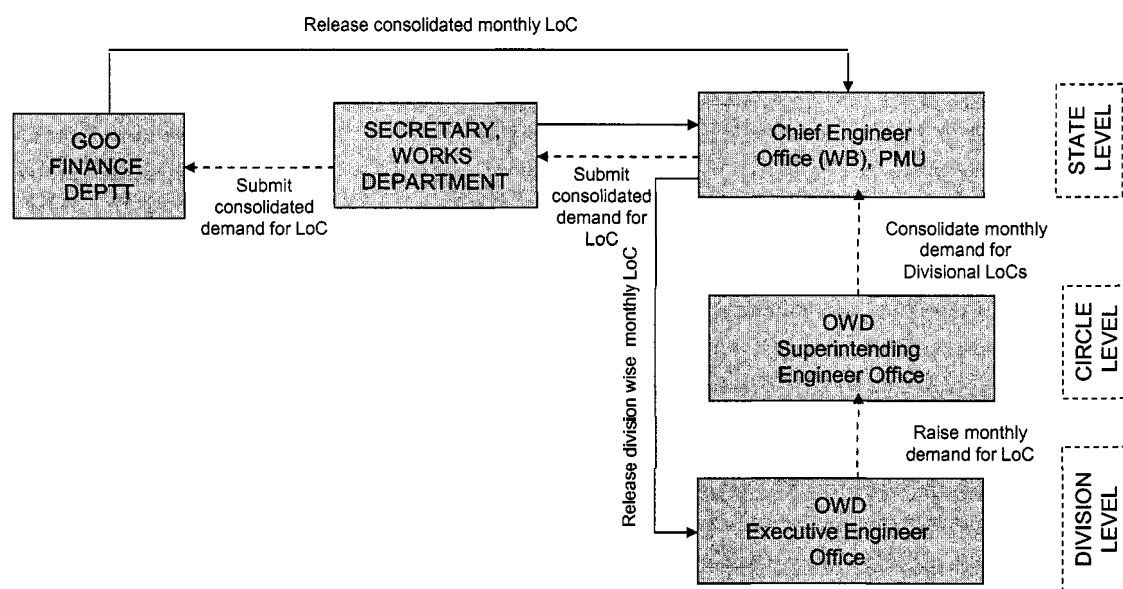 Release consolidated monthly LoC
GOO
FINANCE
DEPTT
SECRETARY,
WORKS
DEPARTMENT
Chief Engineer
Office (WB), PMU
STATE
LEVEL
Submit
consolidated
demand for LoC
Submit
consolidated
demand for
LoC
Consolidate monthly
demand for
Divisional LoCs
Release division wise monthly LoC
OWD
Superintending
Engineer Office
CIRCLE
LEVEL
Raise monthly
demand for LoC
OWD
Executive Engineer
Office
DIVISION
LEVEL